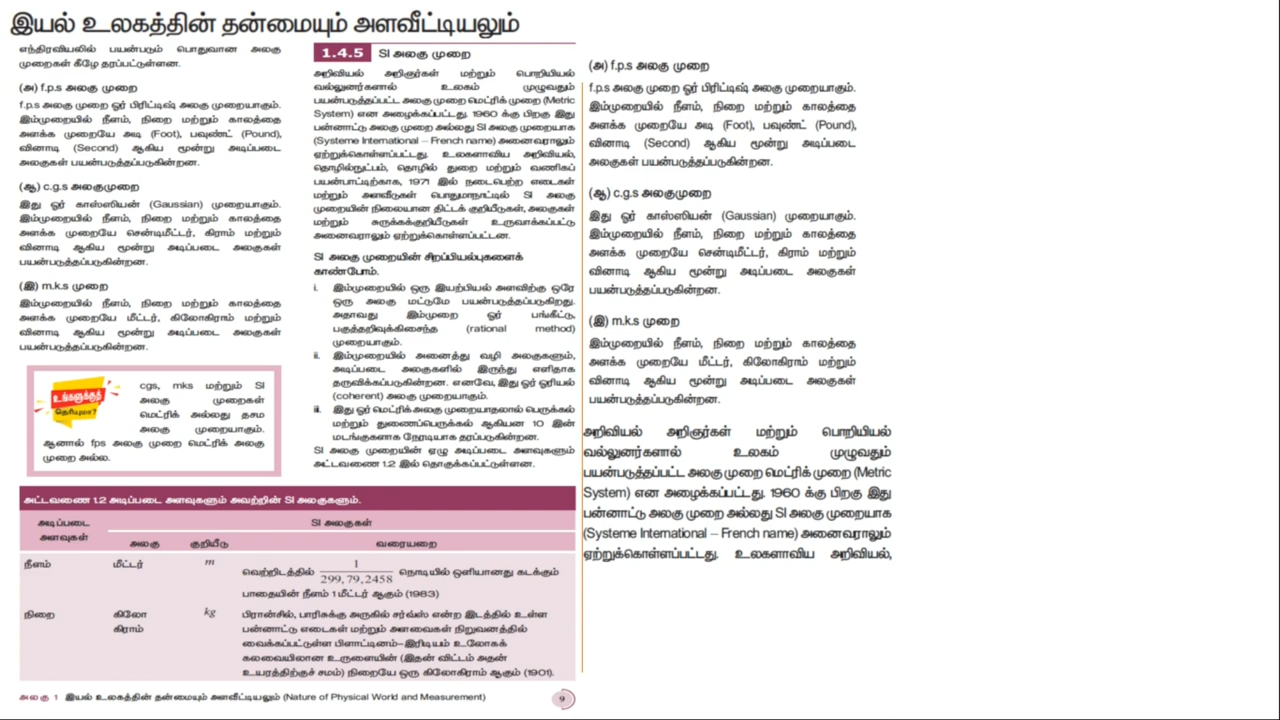 இயல் உலகத்தின் தன்மையும் அளவீட்டியலும்
எந்திரவியலில் பயன்படும் பொதுவான அலகு
முறைகள் கீழே தரப்பட்டுள்ளன.
(அ) f.p.s அலகு முறை
f.p.s அலகு முறை ஓர் பிரிட்டிஷ் அலகு முறையாகும்.
இம்முறையில் நீளம், நிறை மற்றும் காலத்தை
அளக்க முறையே அடி (Foot), பவுண்ட் (Pound),
வினாடி (Second) ஆகிய மூன்று அடிப்படை
அலகுகள் பயன்படுத்தப்படுகின்றன.
(ஆ) c.g.s அலகுமுறை
இது ஓர் காஸ்ஸியன் (Gaussian) முறையாகும்.
இம்முறையில் நீளம், நிறை மற்றும் காலத்தை
அளக்க முறையே சென்டிமீட்டர், கிராம் மற்றும்
வினாடி ஆகிய மூன்று அடிப்படை அலகுகள்
பயன்படுத்தப்படுகின்றன.
(இ) m.k.s முறை
இம்முறையில் நீளம், நிறை மற்றும் காலத்தை
அளக்க முறையே மீட்டர், கிலோகிராம் மற்றும்
வினாடி ஆகிய மூன்று அடிப்படை அலகுகள்
பயன்படுத்தப்படுகின்றன.
உங்களுக்குத்
தெரியுமா?
cgs, mks மற்றும் SI
அலகு முறைகள்
மெட்ரிக் அல்லது தசம
அலகு முறையாகும்.
ஆனால் fps அலகு முறை மெட்ரிக் அலகு
முறை அல்ல.
1.4.5 SI அலகு முறை
அறிவியல் அறிஞர்கள் மற்றும் பொறியியல்
வல்லுனர்களால் உலகம் முழுவதும்
பயன்படுத்தப்பட்ட அலகு முறை மெட்ரிக் முறை (Metric
System) என அழைக்கப்பட்டது. 1960 க்கு பிறகு இது
பன்னாட்டு அலகு முறை அல்லது SI அலகு முறையாக
(Systeme International – French name) அனைவராலும்
ஏற்றுக்கொள்ளப்பட்டது. உலகளாவிய அறிவியல்,
தொழில்நுட்பம், தொழில் துறை மற்றும் வணிகப்
பயன்பாட்டிற்காக, 1971 இல் நடைபெற்ற எடைகள்
மற்றும் அளவீடுகள் பொதுமாநாட்டில் SI அலகு
முறையின் நிலையான திட்டக் குறியீடுகள், அலகுகள்
மற்றும் சுருக்கக்குறியீடுகள் உருவாக்கப்பட்டு
அனைவராலும் ஏற்றுக்கொள்ளப்பட்டன.
SI அலகு முறையின் சிறப்பியல்புகளைக்
காண்போம்.
i. இம்முறையில் ஒரு இயற்பியல் அளவிற்கு ஒரே
ஒரு அலகு மட்டுமே பயன்படுத்தப்படுகிறது.
அதாவது இம்முறை ஓர் பங்கீட்டு,
பகுத்தறிவுக்கிசைந்த (rational method)
முறையாகும்.
ii. இம்முறையில் அனைத்து வழி அலகுகளும்,
அடிப்படை அலகுகளில் இருந்து எளிதாக
தருவிக்கப்படுகின்றன. எனவே, இது ஓர் ஓரியல்
(coherent) அலகு முறையாகும்.
iii. இது ஓர் மெட்ரிக் அலகு முறையாதலால் பெருக்கல்
மற்றும் துணைப்பெருக்கல் ஆகியன 10 இன்
மடங்குகளாக நேரடியாக தரப்படுகின்றன.
SI அலகு முறையின் ஏழு அடிப்படை அளவுகளும்
அட்டவணை 1.2 இல் தொகுக்கப்பட்டுள்ளன.
அட்டவணை 1.2 அடிப்படை அளவுகளும் அவற்றின் SI அலகுகளும்.
அடிப்படை
அளவுகள்
SI அலகுகள்
அலகு குறியீடு வரையறை
நீளம் மீட்டர் m வெற்றிடத்தில் 1/299,79,2458 நொடியில் ஒளியானது கடக்கும்
பாதையின் நீளம் 1 மீட்டர் ஆகும் (1983)
நிறை கிலோ kg பிரான்சில், பாரிசுக்கு அருகில் சர்வ்ஸ் என்ற இடத்தில் உள்ள
கிராம் பன்னாட்டு எடைகள் மற்றும் அளவைகள் நிறுவனத்தில்
வைக்கப்பட்டுள்ள பிளாட்டினம்–இரிடியம் உலோகக்
கலவையிலான உருளையின் (இதன் விட்டம் அதன்
உயரத்திற்குச் சமம்) நிறையே ஒரு கிலோகிராம் ஆகும் (1901).
அலகு 1 இயல் உலகத்தின் தன்மையும் அளவீட்டியலும் (Nature of Physical World and Measurement) 9
(அ) f.p.s அலகு முறை
f.p.s அலகு முறை ஓர் பிரிட்டிஷ் அலகு முறையாகும்.
இம்முறையில் நீளம், நிறை மற்றும் காலத்தை
அளக்க முறையே அடி (Foot), பவுண்ட் (Pound),
வினாடி (Second) ஆகிய மூன்று அடிப்படை
அலகுகள் பயன்படுத்தப்படுகின்றன.
(ஆ) c.g.s அலகுமுறை
இது ஓர் காஸ்ஸியன் (Gaussian) முறையாகும்.
இம்முறையில் நீளம், நிறை மற்றும் காலத்தை
அளக்க முறையே சென்டிமீட்டர், கிராம் மற்றும்
வினாடி ஆகிய மூன்று அடிப்படை அலகுகள்
பயன்படுத்தப்படுகின்றன.
(இ) m.k.s முறை
இம்முறையில் நீளம், நிறை மற்றும் காலத்தை
அளக்க முறையே மீட்டர், கிலோகிராம் மற்றும்
வினாடி ஆகிய மூன்று அடிப்படை அலகுகள்
பயன்படுத்தப்படுகின்றன.
அறிவியல் அறிஞர்கள் மற்றும் பொறியியல்
வல்லுனர்களால் உலகம் முழுவதும்
பயன்படுத்தப்பட்ட அலகு முறை மெட்ரிக் முறை (Metric
System) என அழைக்கப்பட்டது. 1960 க்கு பிறகு இது
பன்னாட்டு அலகு முறை அல்லது SI அலகு முறையாக
(Systeme International – French name) அனைவராலும்
ஏற்றுக்கொள்ளப்பட்டது. உலகளாவிய அறிவியல்,